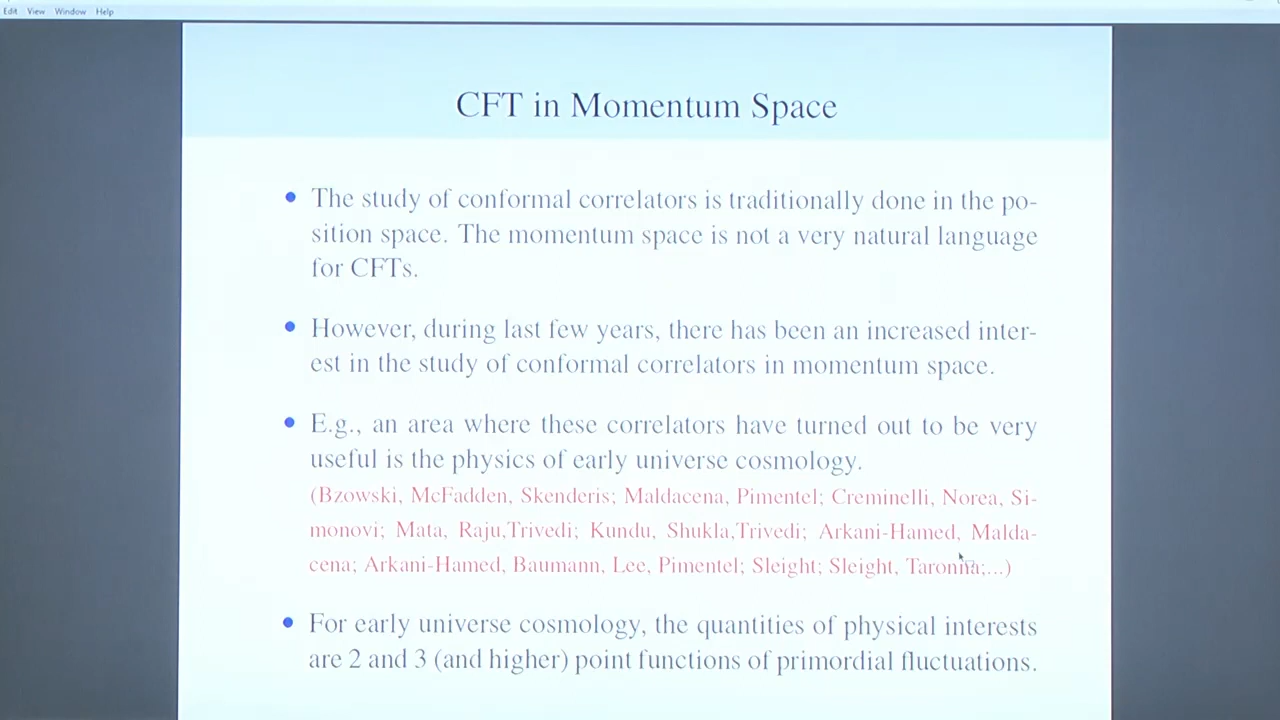 Edit View Window Help
CFT in Momentum Space
The study of conformal correlators is traditionally done in the po-
sition space. The momentum space is not a very natural language
for CFTs.
However, during last few years, there has been an increased inter-
est in the study of conformal correlators in momentum space.
E.g., an area where these correlators have turned out to be very
useful is the physics of early universe cosmology.
(Bzowski, McFadden, Skenderis; Maldacena, Pimentel; Creminelli, Norea, Si-
monovi; Mata, Raju,Trivedi; Kundu, Shukla,Trivedi; Arkani-Hamed, Malda-
cena; Arkani-Hamed, Baumann, Lee, Pimentel; Sleight; Sleight, Taronna;...)
For early universe cosmology, the quantities of physical interests
are 2 and 3 (and higher) point functions of primordial fluctuations.